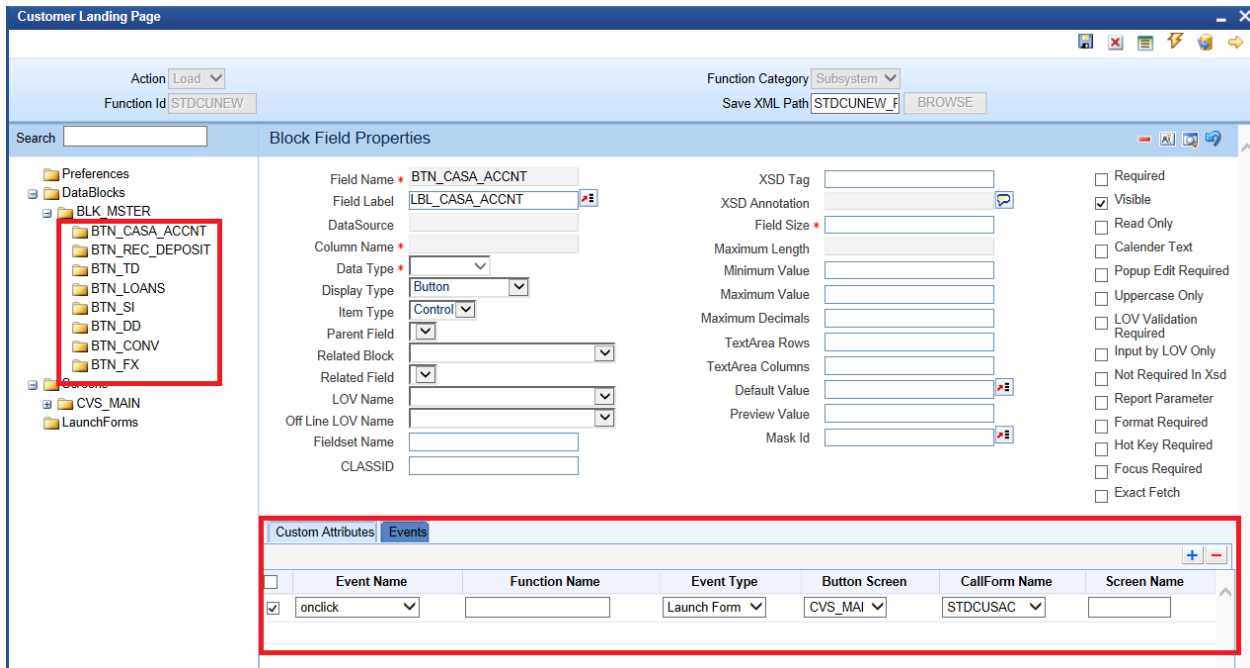 Customer Landing Page
Action Load
Function Category Subsystem
Function Id STDCUNEW
Save XML Path STDCUNEW_F BROWSE
Search
Preferences
DataBlocks
BLK_MSTER
BTN_CASA_ACCNT
BTN_REC_DEPOSIT
BTN_TD
BTN_LOANS
BTN_SI
BTN_DD
BTN_CONV
BTN_FX
Screens
CVS_MAIN
LaunchForms
Block Field Properties
Field Name * BTN_CASA_ACCNT
Field Label LBL_CASA_ACCNT
DataSource
Column Name *
Data Type *
Display Type Button
Item Type Control
Parent Field
Related Block
Related Field
LOV Name
Off Line LOV Name
Fieldset Name
CLASSID
XSD Tag
XSD Annotation
Field Size *
Maximum Length
Minimum Value
Maximum Value
Maximum Decimals
TextArea Rows
TextArea Columns
Default Value
Preview Value
Mask Id
Required
Visible
Read Only
Calender Text
Popup Edit Required
Uppercase Only
LOV Validation
Required
Input by LOV Only
Not Required In Xsd
Report Parameter
Format Required
Hot Key Required
Focus Required
Exact Fetch
Custom Attributes Events
Event Name Function Name Event Type Button Screen CallForm Name Screen Name
onclick Launch Form CVS_MAI STDCUSAC